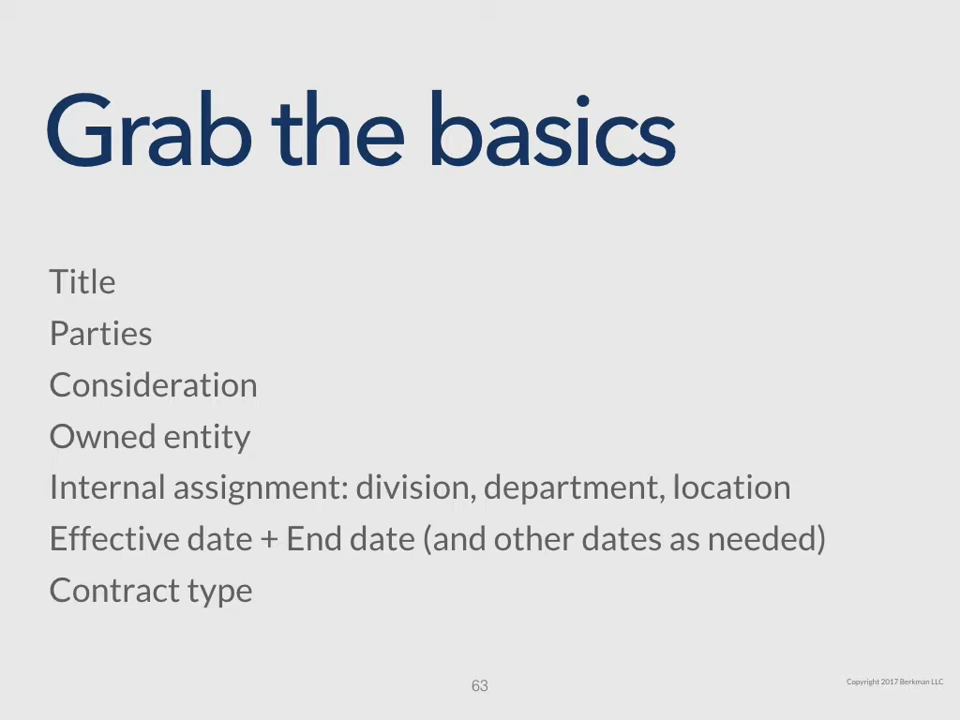 Grab the basics
Title
Parties
Consideration
Owned entity
Internal assignment: division, department, location
Effective date + End date (and other dates as needed)
Contract type
63
Copyright 2017 Berkman LLC